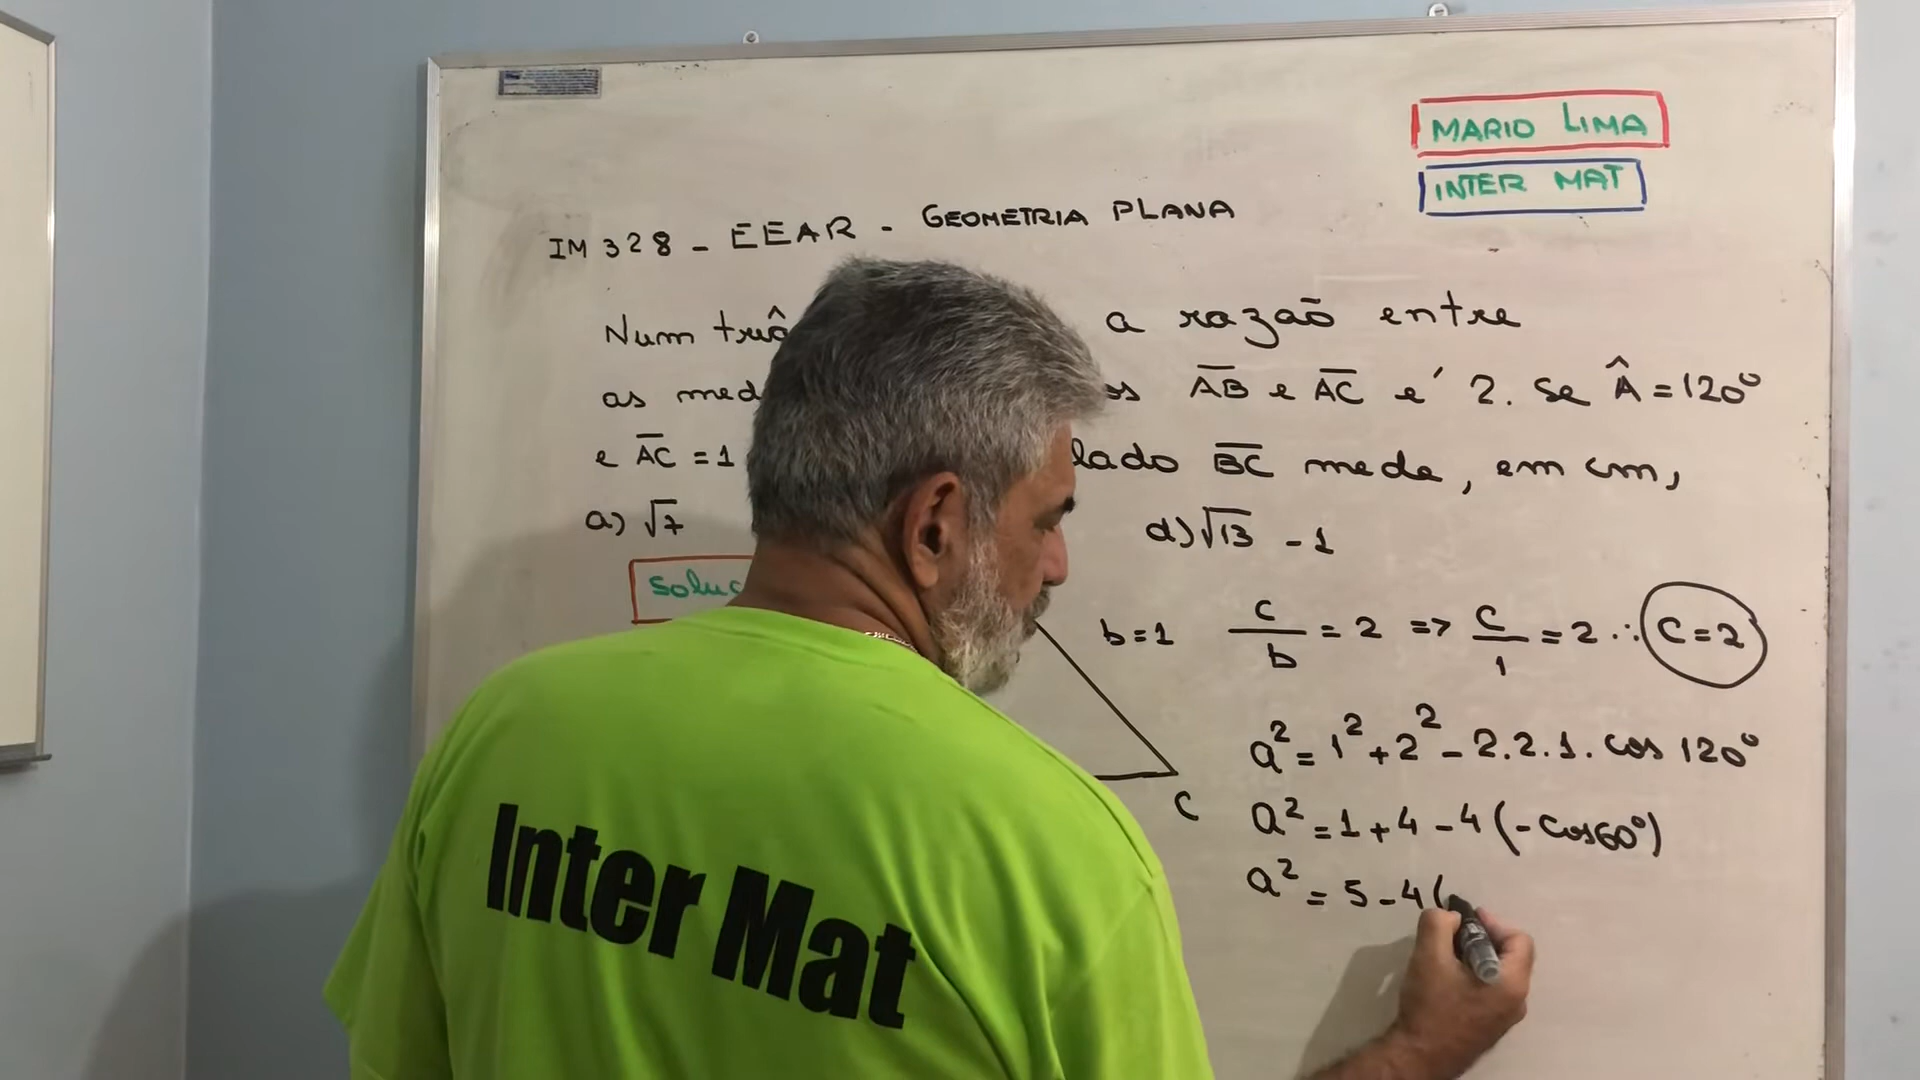 MARIO LIMA
INTER MAT
IM 328 - EEAR - GEOMETRIA PLANA
Num triâ a razão entre
as med os AB e AC é 2. Se Â = 120°
e AC = 1 lado BC mede, em cm,
a) √7 d) √13 - 1
Soluç
b = 1 c/b = 2 => c/1 = 2 ∴ c = 2
a² = 1² + 2² - 2.2.1. cos 120°
C
a² = 1 + 4 - 4 (- cos 60°)
a² = 5 - 4 (
Inter Mat